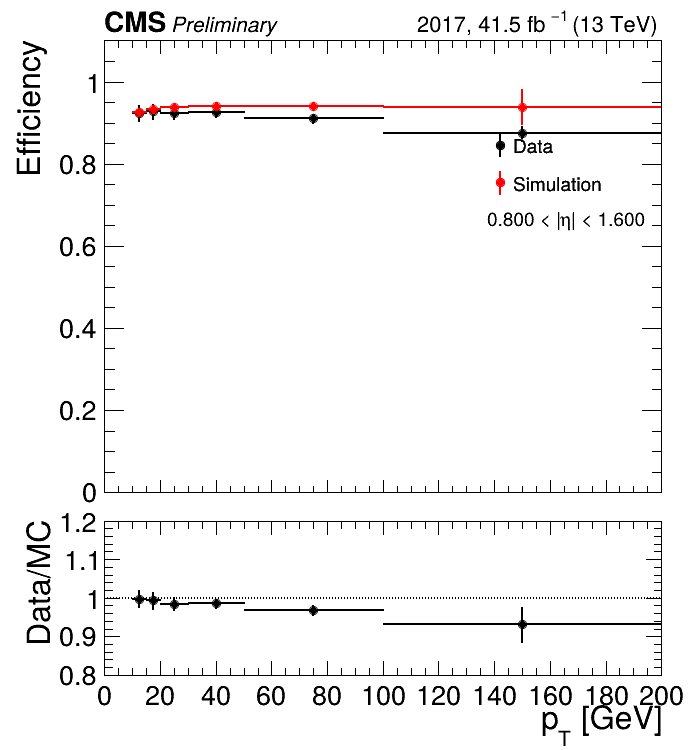 CMS Preliminary 2017, 41.5 fb⁻¹ (13 TeV)
Efficiency
1
0.8
0.6
0.4
0.2
0
Data
Simulation
0.800 < |η| < 1.600
Data/MC
1.2
1.1
1
0.9
0.8
0 20 40 60 80 100 120 140 160 180 200
p_T [GeV]